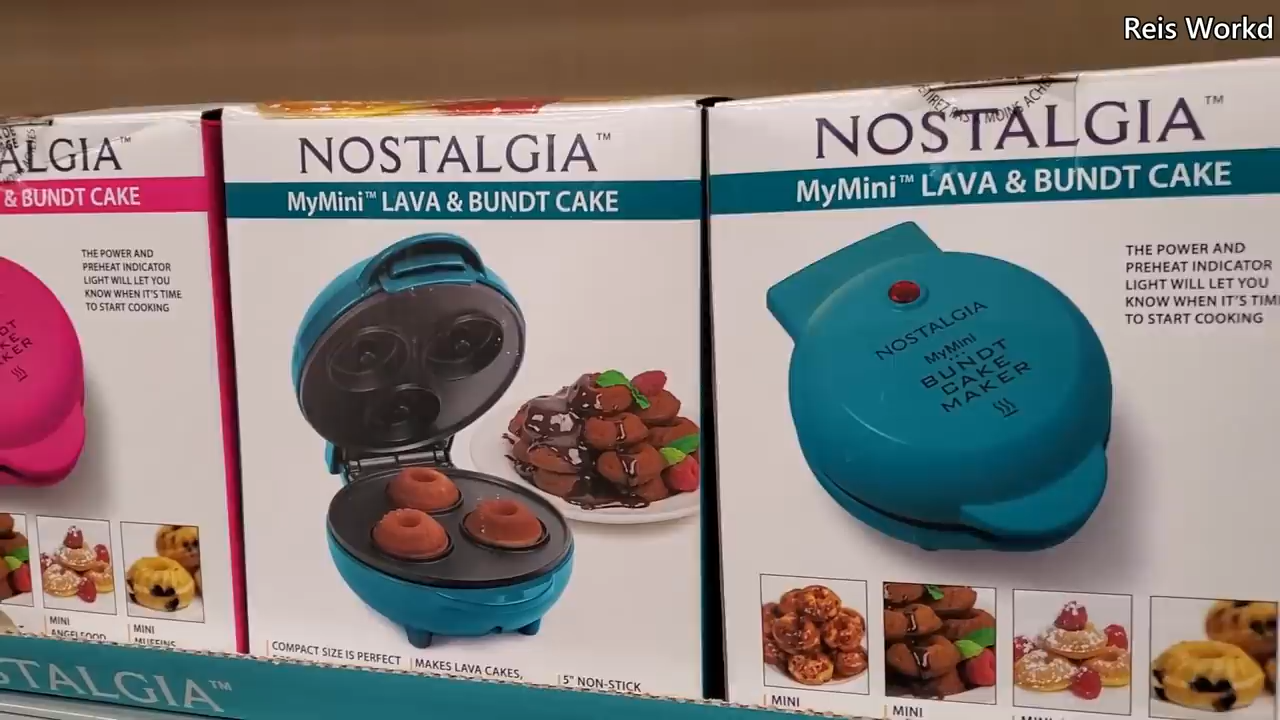 Reis Workd
ALGIA™
& BUNDT CAKE
THE POWER AND
PREHEAT INDICATOR
LIGHT WILL LET YOU
KNOW WHEN IT'S TIME
TO START COOKING
MINI
ANGELFOOD
MINI
MUFFINS
NOSTALGIA™
MyMini™ LAVA & BUNDT CAKE
COMPACT SIZE IS PERFECT
MAKES LAVA CAKES,
5" NON-STICK
NOSTALGIA™
MyMini™ LAVA & BUNDT CAKE
NOSTALGIA
MyMini
BUNDT
CAKE
MAKER
THE POWER AND
PREHEAT INDICATOR
LIGHT WILL LET YOU
KNOW WHEN IT'S TIM
TO START COOKING
MINI
MINI
STALGIA™